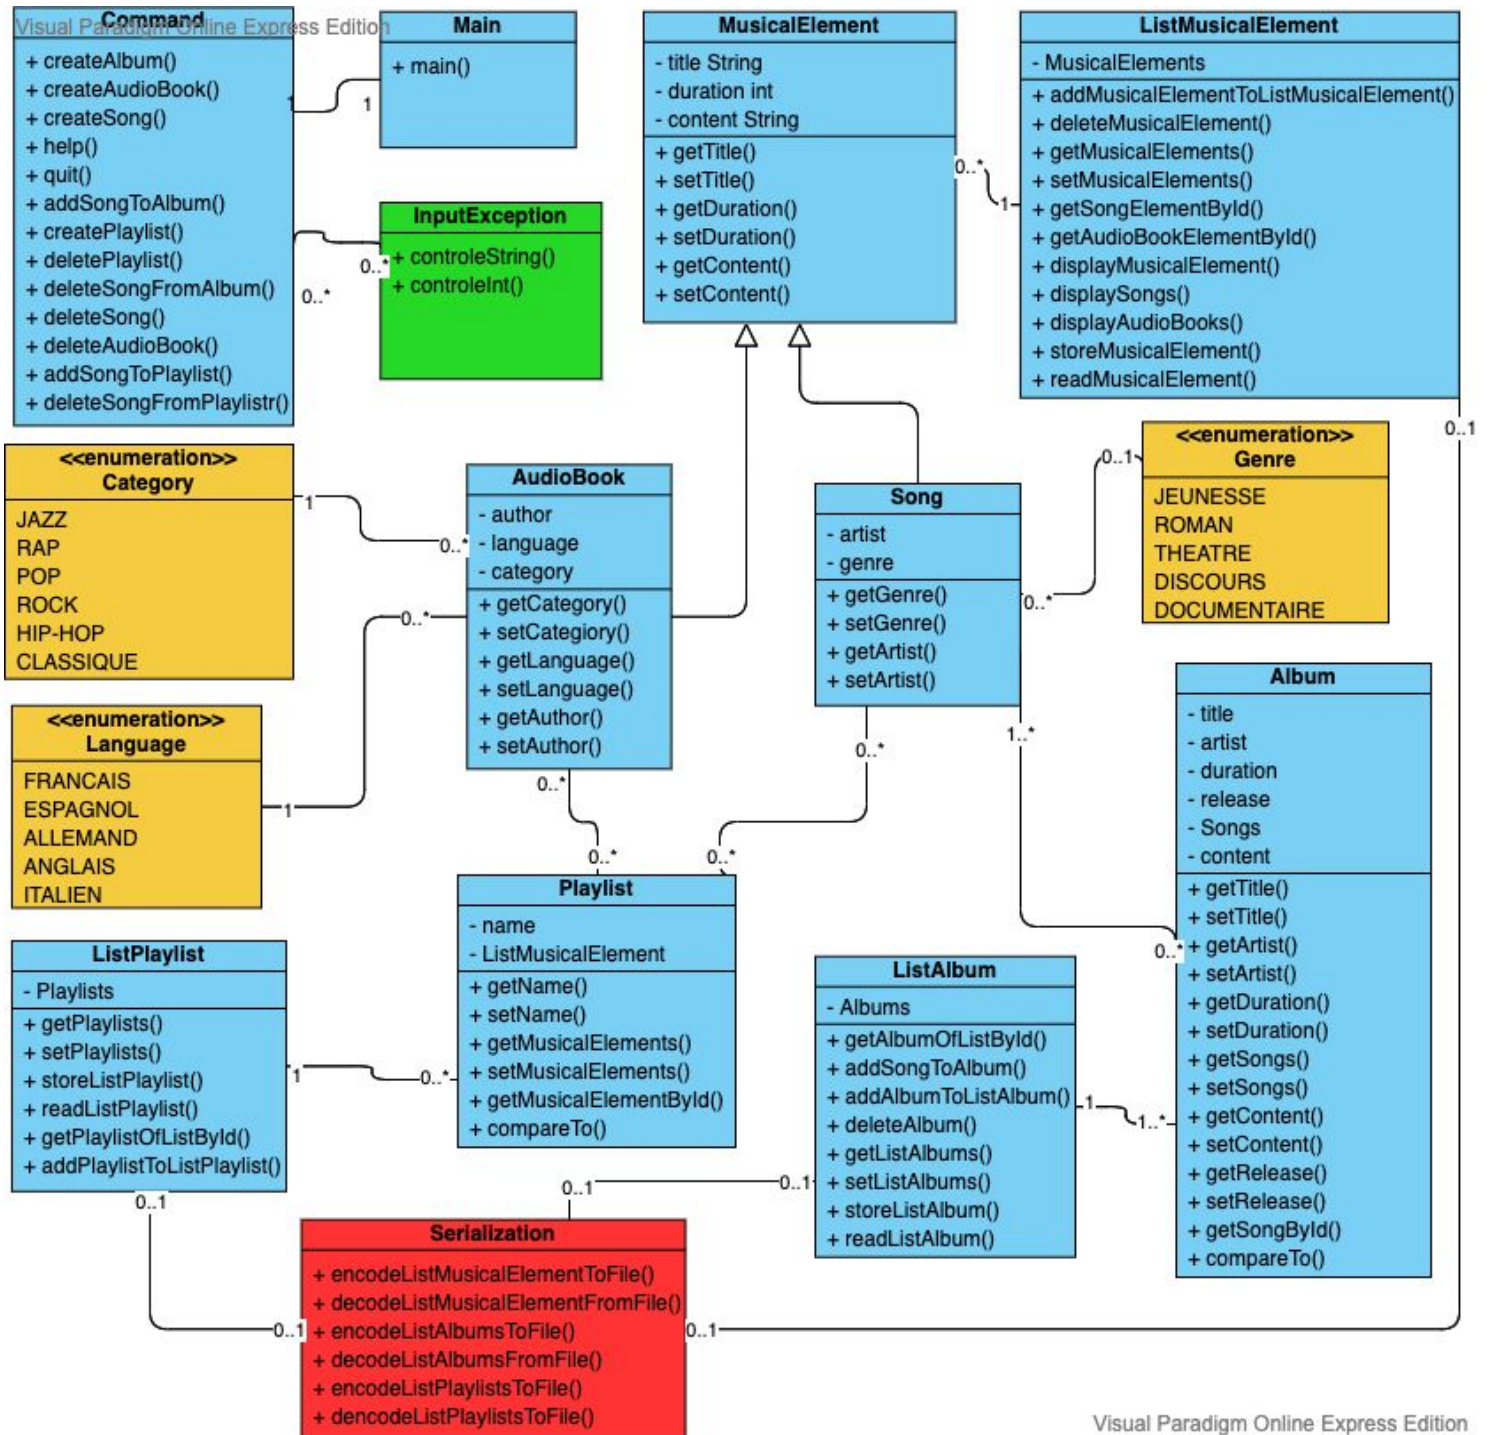 Visual Paradigm Online Express Edition
Command
+ createAlbum()
+ createAudioBook()
+ createSong()
+ help()
+ quit()
+ addSongToAlbum()
+ createPlaylist()
+ deletePlaylist()
+ deleteSongFromAlbum()
+ deleteSong()
+ deleteAudioBook()
+ addSongToPlaylist()
+ deleteSongFromPlaylistr()
1
1
Main
+ main()
0..*
0..*
InputException
+ controleString()
+ controleInt()
MusicalElement
- title String
- duration int
- content String
+ getTitle()
+ setTitle()
+ getDuration()
+ setDuration()
+ getContent()
+ setContent()
0..*
1
ListMusicalElement
- MusicalElements
+ addMusicalElementToListMusicalElement()
+ deleteMusicalElement()
+ getMusicalElements()
+ setMusicalElements()
+ getSongElementById()
+ getAudioBookElementById()
+ displayMusicalElement()
+ displaySongs()
+ displayAudioBooks()
+ storeMusicalElement()
+ readMusicalElement()
0..1
<<enumeration>>
Category
JAZZ
RAP
POP
ROCK
HIP-HOP
CLASSIQUE
1
0..*
AudioBook
- author
- language
- category
+ getCategory()
+ setCategiory()
+ getLanguage()
+ setLanguage()
+ getAuthor()
+ setAuthor()
0..*
0..*
0..*
Song
- artist
- genre
+ getGenre()
+ setGenre()
+ getArtist()
+ setArtist()
0..*
0..1
<<enumeration>>
Genre
JEUNESSE
ROMAN
THEATRE
DISCOURS
DOCUMENTAIRE
<<enumeration>>
Language
FRANCAIS
ESPAGNOL
ALLEMAND
ANGLAIS
ITALIEN
1
0..*
0..*
1..*
0..*
Album
- title
- artist
- duration
- release
- Songs
- content
+ getTitle()
+ setTitle()
+ getArtist()
+ setArtist()
+ getDuration()
+ setDuration()
+ getSongs()
+ setSongs()
+ getContent()
+ setContent()
+ getRelease()
+ setRelease()
+ getSongById()
+ compareTo()
ListPlaylist
- Playlists
+ getPlaylists()
+ setPlaylists()
+ storeListPlaylist()
+ readListPlaylist()
+ getPlaylistOfListById()
+ addPlaylistToListPlaylist()
1
0..*
Playlist
- name
- ListMusicalElement
+ getName()
+ setName()
+ getMusicalElements()
+ setMusicalElements()
+ getMusicalElementById()
+ compareTo()
ListAlbum
- Albums
+ getAlbumOfListById()
+ addSongToAlbum()
+ addAlbumToListAlbum()
+ deleteAlbum()
+ getListAlbums()
+ setListAlbums()
+ storeListAlbum()
+ readListAlbum()
1
1..*
0..1
0..1
0..1
0..1
0..1
Serialization
+ encodeListMusicalElementToFile()
+ decodeListMusicalElementFromFile()
+ encodeListAlbumsToFile()
+ decodeListAlbumsFromFile()
+ encodeListPlaylistsToFile()
+ dencodeListPlaylistsToFile()
Visual Paradigm Online Express Edition